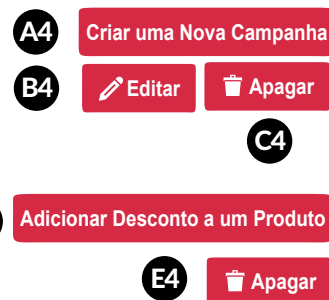 A4 Criar uma Nova Campanha
B4 Editar Apagar
C4
Adicionar Desconto a um Produto
E4 Apagar